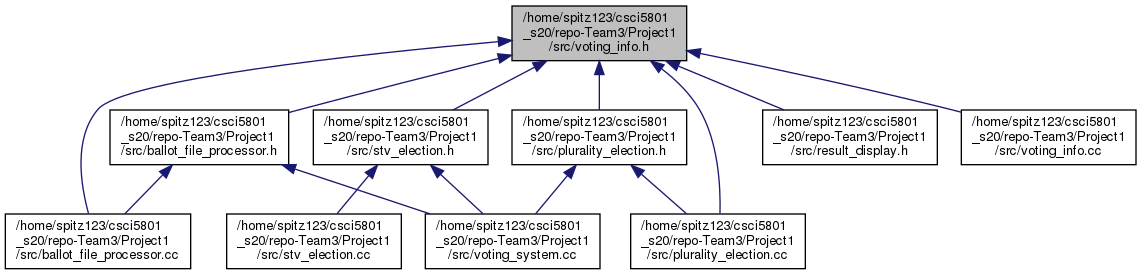 /home/spitz123/csci5801
_s20/repo-Team3/Project1
/src/voting_info.h
/home/spitz123/csci5801
_s20/repo-Team3/Project1
/src/ballot_file_processor.h
/home/spitz123/csci5801
_s20/repo-Team3/Project1
/src/stv_election.h
/home/spitz123/csci5801
_s20/repo-Team3/Project1
/src/plurality_election.h
/home/spitz123/csci5801
_s20/repo-Team3/Project1
/src/result_display.h
/home/spitz123/csci5801
_s20/repo-Team3/Project1
/src/voting_info.cc
/home/spitz123/csci5801
_s20/repo-Team3/Project1
/src/ballot_file_processor.cc
/home/spitz123/csci5801
_s20/repo-Team3/Project1
/src/stv_election.cc
/home/spitz123/csci5801
_s20/repo-Team3/Project1
/src/voting_system.cc
/home/spitz123/csci5801
_s20/repo-Team3/Project1
/src/plurality_election.cc